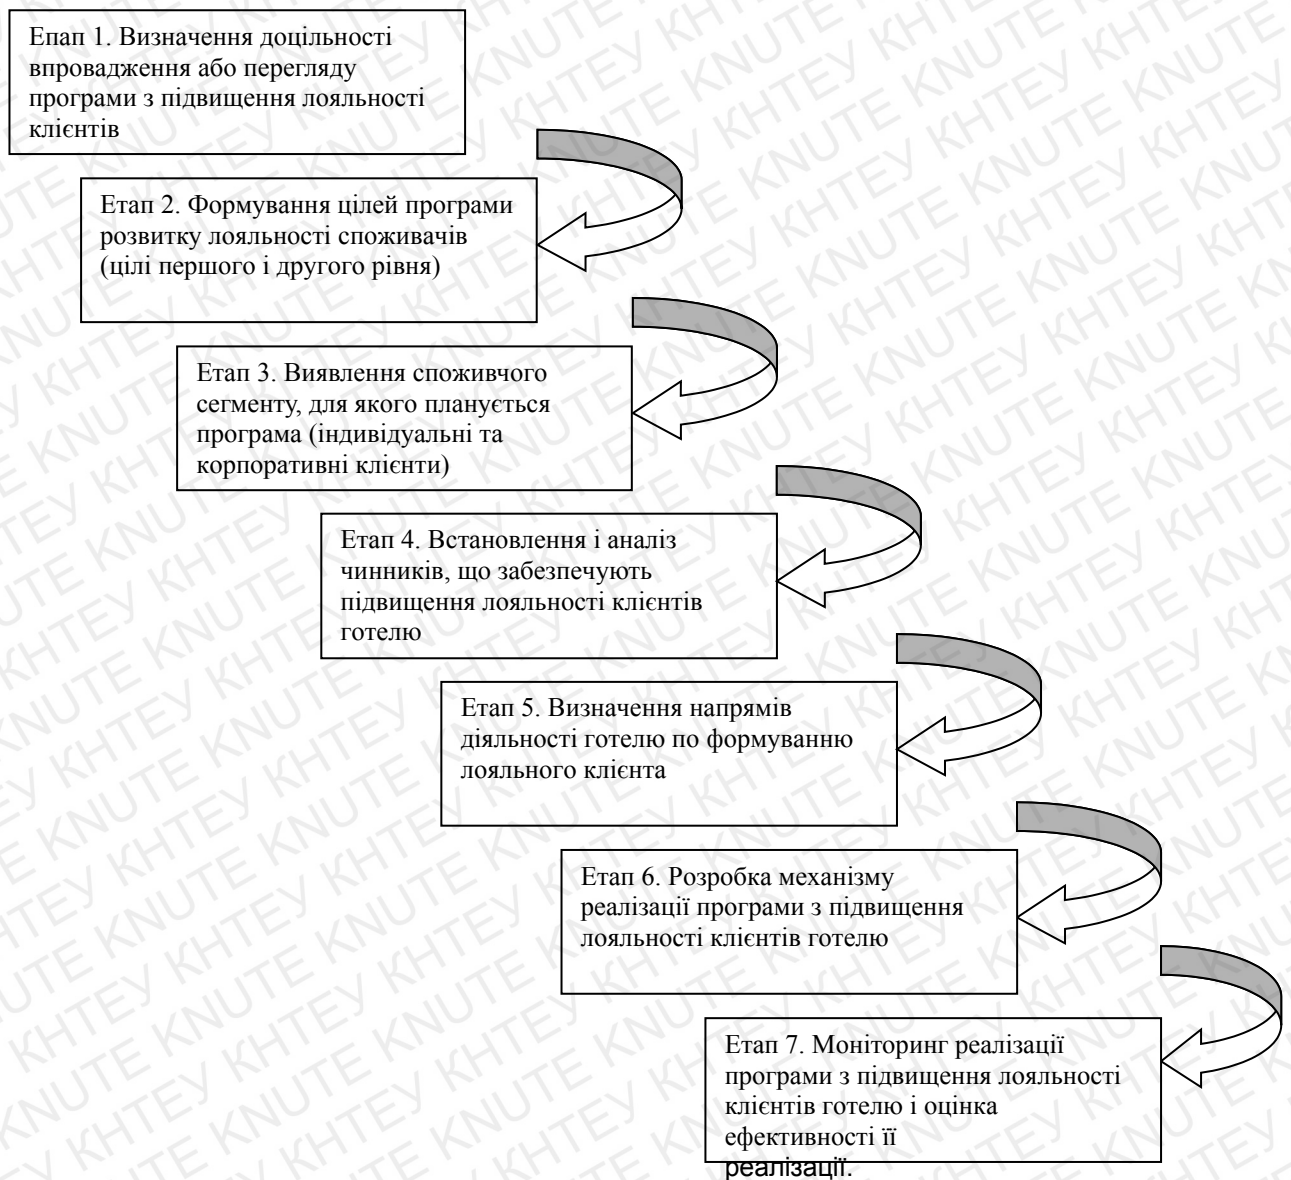 Епап 1. Визначення доцільності
впровадження або перегляду
програми з підвищення лояльності
клієнтів
Етап 2. Формування цілей програми
розвитку лояльності споживачів
(цілі першого і другого рівня)
Етап 3. Виявлення споживчого
сегменту, для якого планується
програма (індивідуальні та
корпоративні клієнти)
Етап 4. Встановлення і аналіз
чинників, що забезпечують
підвищення лояльності клієнтів
готелю
Етап 5. Визначення напрямів
діяльності готелю по формуванню
лояльного клієнта
Етап 6. Розробка механізму
реалізації програми з підвищення
лояльності клієнтів готелю
Етап 7. Моніторинг реалізації
програми з підвищення лояльності
клієнтів готелю і оцінка
ефективності її
реалізації.